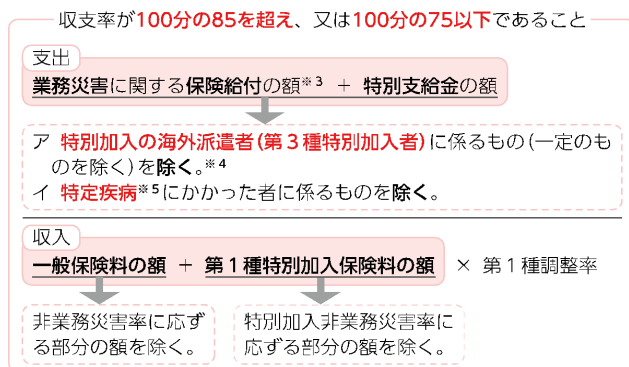 収支率が100分の85を超え、又は100分の75以下であること
支出
業務災害に関する保険給付の額※3 + 特別支給金の額
ア 特別加入の海外派遣者(第3種特別加入者)に係るもの(一定のも
のを除く)を除く。※4
イ 特定疾病※5にかかった者に係るものを除く。
収入
一般保険料の額 + 第1種特別加入保険料の額 × 第1種調整率
非業務災害率に応ず
る部分の額を除く。
特別加入非業務災害率に
応ずる部分の額を除く。